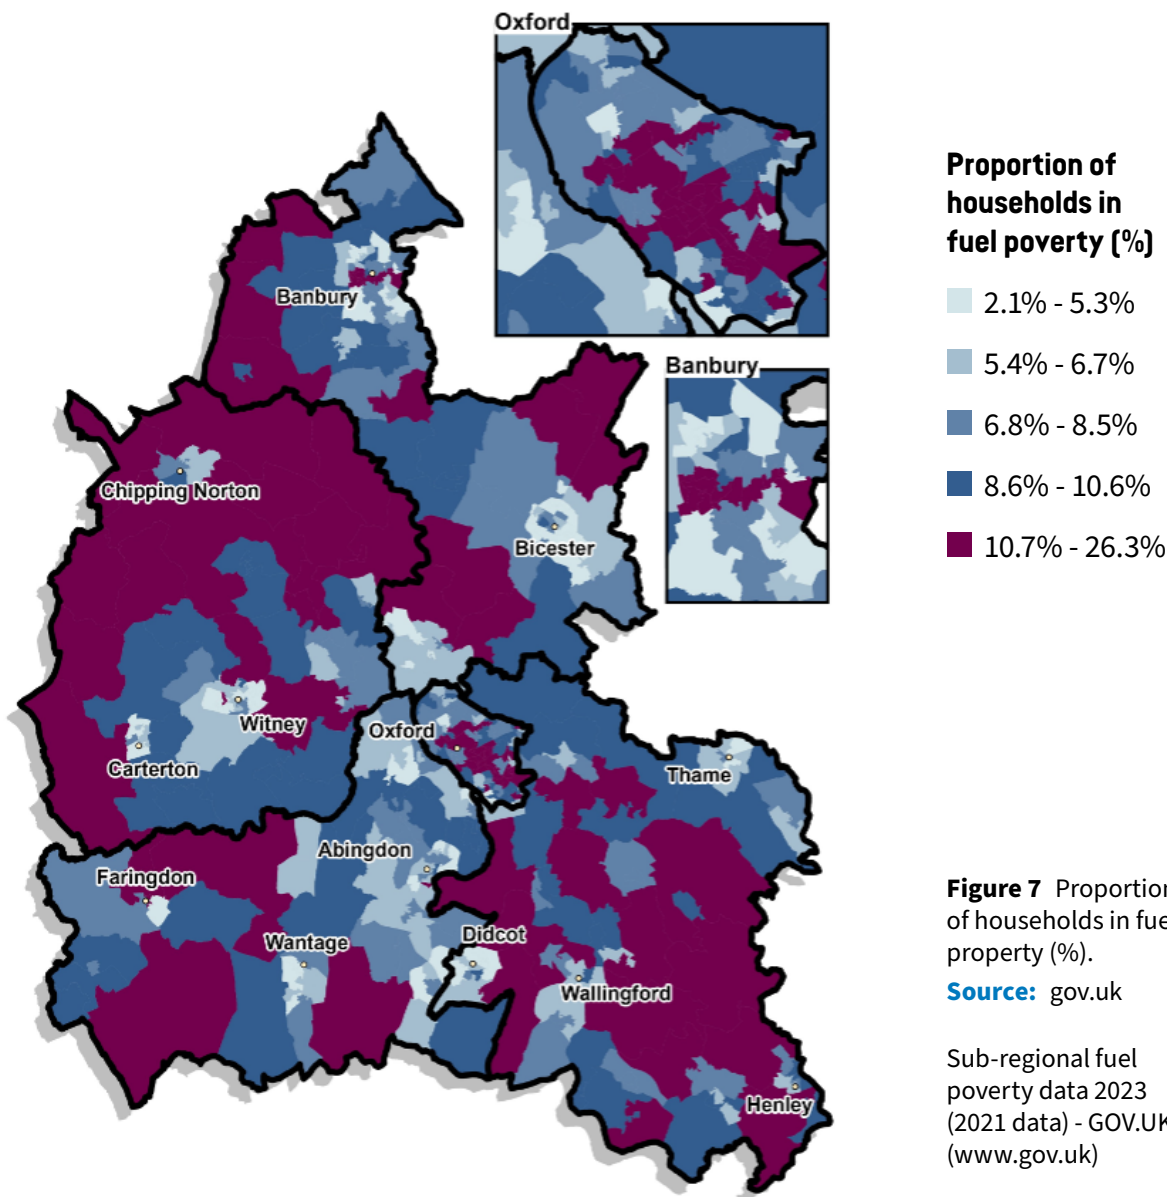 Oxford
Banbury
Banbury
Chipping Norton
Bicester
Witney
Oxford
Carterton
Thame
Abingdon
Faringdon
Didcot
Wantage
Wallingford
Henley
Proportion of
households in
fuel poverty (%)
2.1% - 5.3%
5.4% - 6.7%
6.8% - 8.5%
8.6% - 10.6%
10.7% - 26.3%
Figure 7 Proportion
of households in fue
property (%).
Source: gov.uk
Sub-regional fuel
poverty data 2023
(2021 data) - GOV.UK
(www.gov.uk)